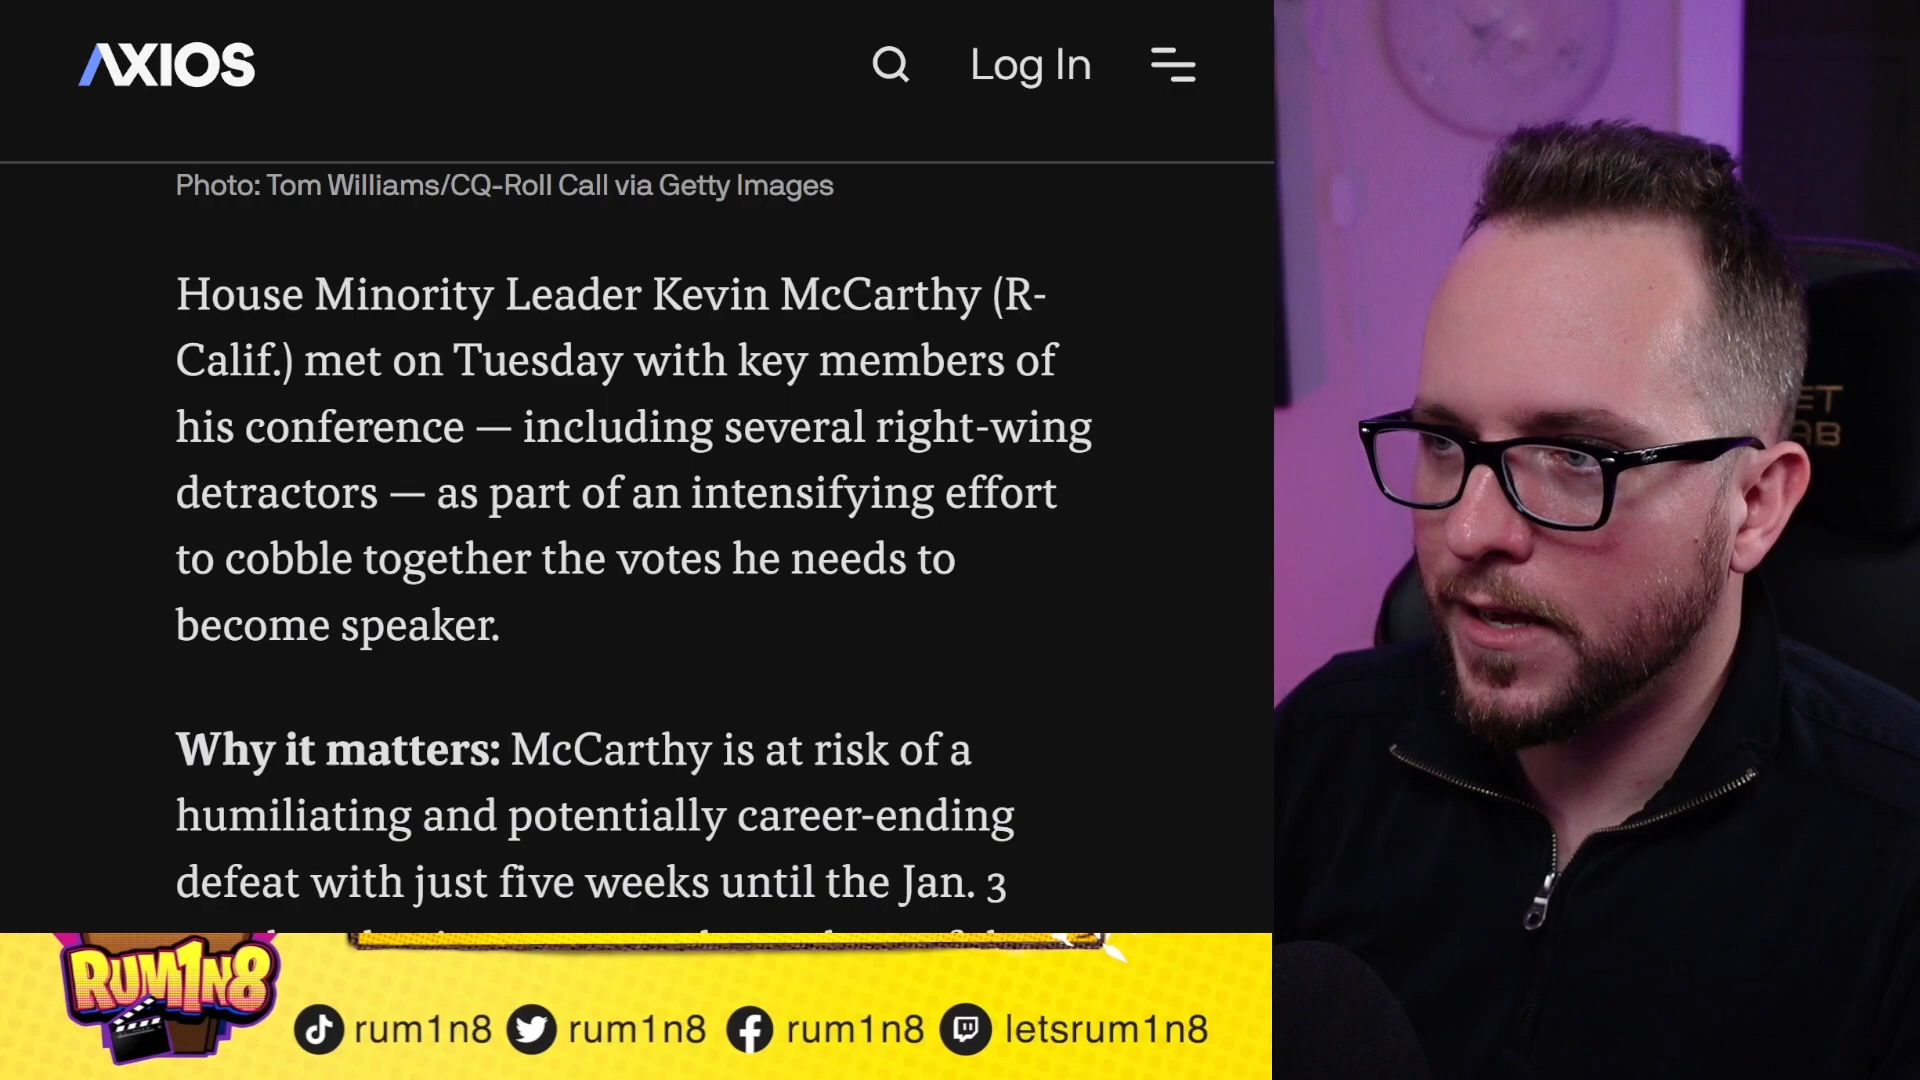 AXIOS
Log In
Photo: Tom Williams/CQ-Roll Call via Getty Images
House Minority Leader Kevin McCarthy (R-
Calif.) met on Tuesday with key members of
his conference — including several right-wing
detractors — as part of an intensifying effort
to cobble together the votes he needs to
become speaker.
Why it matters: McCarthy is at risk of a
humiliating and potentially career-ending
defeat with just five weeks until the Jan. 3
RUM1N8
rum1n8 rum1n8 rum1n8 letsrum1n8